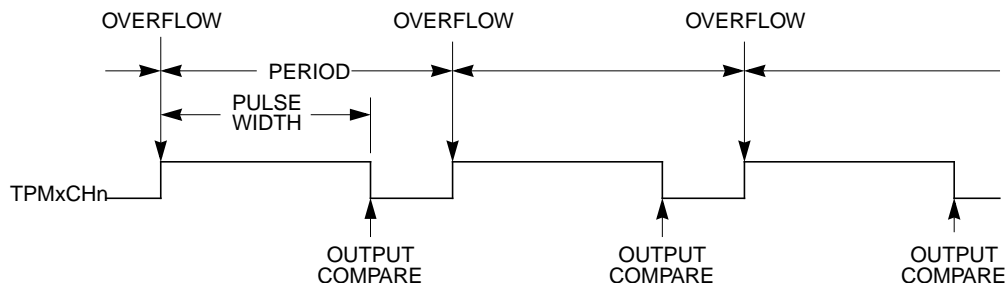 OVERFLOW
OVERFLOW
OVERFLOW
PERIOD
PULSE
WIDTH
TPMxCHn
OUTPUT
COMPARE
OUTPUT
COMPARE
OUTPUT
COMPARE